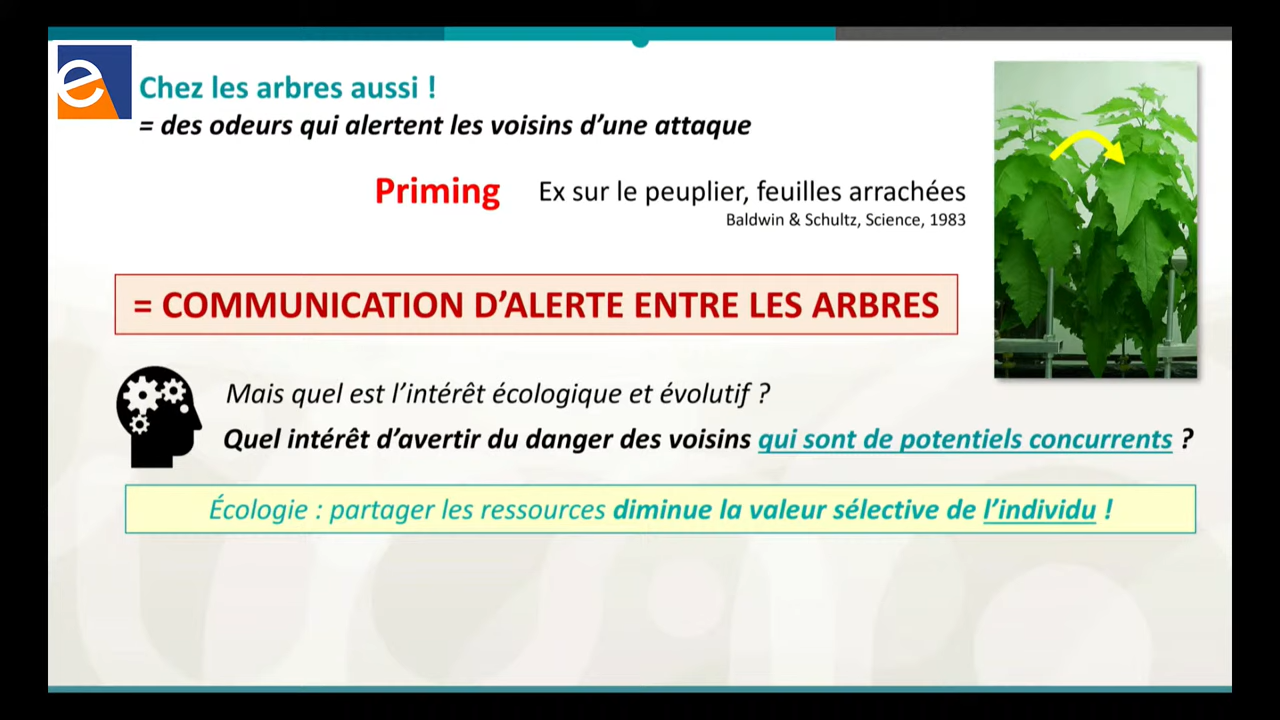 e
Chez les arbres aussi !
= des odeurs qui alertent les voisins d’une attaque
Priming
Ex sur le peuplier, feuilles arrachées
Baldwin & Schultz, Science, 1983
= COMMUNICATION D’ALERTE ENTRE LES ARBRES
Mais quel est l’intérêt écologique et évolutif ?
Quel intérêt d’avertir du danger des voisins qui sont de potentiels concurrents ?
Écologie : partager les ressources diminue la valeur sélective de l’individu !